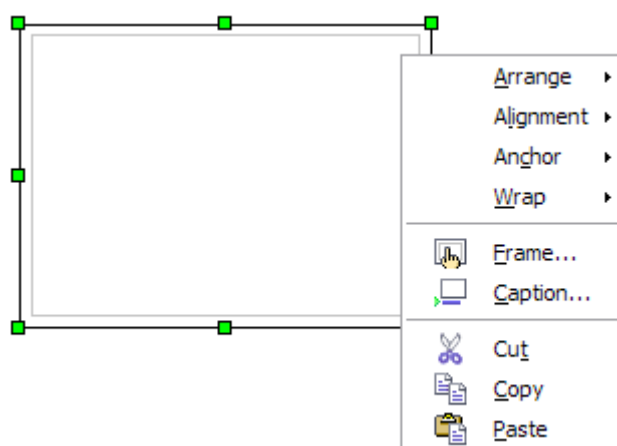 Arrange
Alignment
Anchor
Wrap
Frame...
Caption...
Cut
Copy
Paste